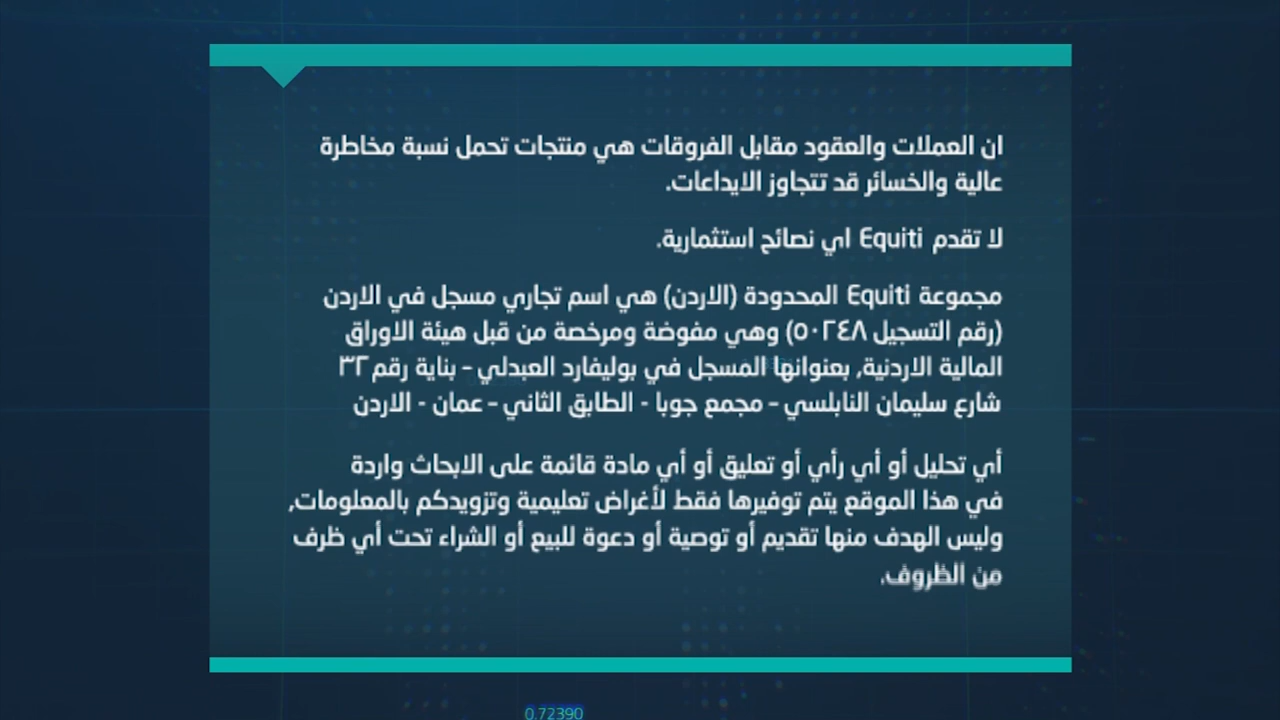 ان العملات والعقود مقابل الفروقات هي منتجات تحمل نسبة مخاطرة
عالية والخسائر قد تتجاوز الايداعات.
لا تقدم Equiti اي نصائح استثمارية.
مجموعة Equiti المحدودة (الاردن) هي اسم تجاري مسجل في الاردن
(رقم التسجيل ٥٠٢٤٨) وهي مفوضة ومرخصة من قبل هيئة الاوراق
المالية الاردنية, بعنوانها المسجل في بوليفارد العبدلي – بناية رقم ٣٢
شارع سليمان النابلسي – مجمع جوبا - الطابق الثاني – عمان - الاردن
أي تحليل أو أي رأي أو تعليق أو أي مادة قائمة على الابحاث واردة
في هذا الموقع يتم توفيرها فقط لأغراض تعليمية وتزويدكم بالمعلومات,
وليس الهدف منها تقديم أو توصية أو دعوة للبيع أو الشراء تحت أي ظرف
من الظروف.
0.72390